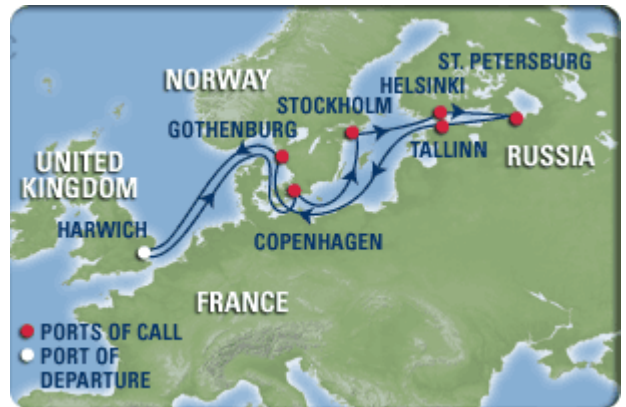 ST. PETERSBURG
NORWAY
HELSINKI
STOCKHOLM
GOTHENBURG
TALLINN
RUSSIA
UNITED
KINGDOM
HARWICH
COPENHAGEN
FRANCE
PORTS OF CALL
PORT OF
DEPARTURE